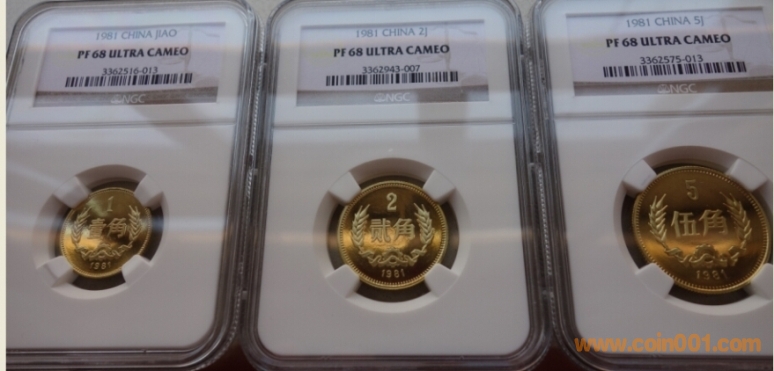 1981 CHINA JIAO
PF 68 ULTRA CAMEO
3362516-013
NGC
1
壹角
1981
1981 CHINA 2J
PF 68 ULTRA CAMEO
3362943-007
NGC
2
贰角
1981
1981 CHINA 5J
PF 68 ULTRA CAMEO
3362575-013
NGC
5
伍角
1981
www.coin001.com